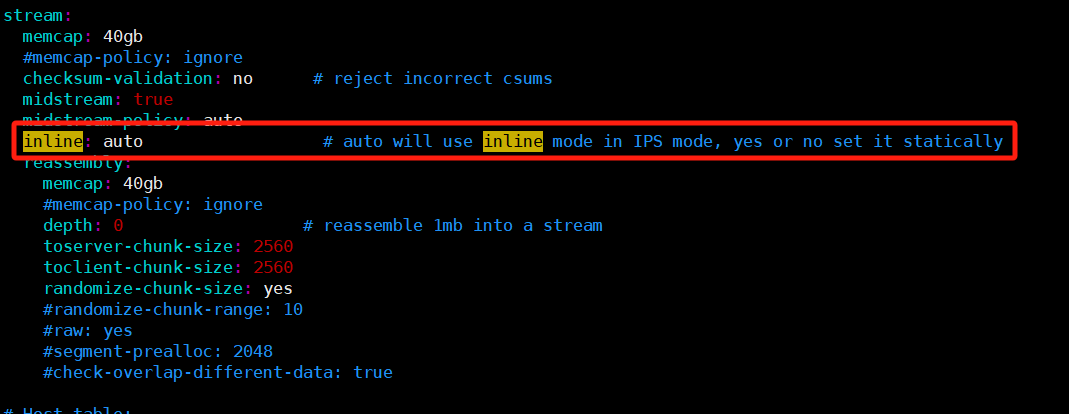 stream:
  memcap: 40gb
  #memcap-policy: ignore
  checksum-validation: no      # reject incorrect csums
  midstream: true
  midstream-policy: auto
  inline: auto                  # auto will use inline mode in IPS mode, yes or no set it statically
  reassembly:
    memcap: 40gb
    #memcap-policy: ignore
    depth: 0                  # reassemble 1mb into a stream
    toserver-chunk-size: 2560
    toclient-chunk-size: 2560
    randomize-chunk-size: yes
    #randomize-chunk-range: 10
    #raw: yes
    #segment-prealloc: 2048
    #check-overlap-different-data: true
# Host table: